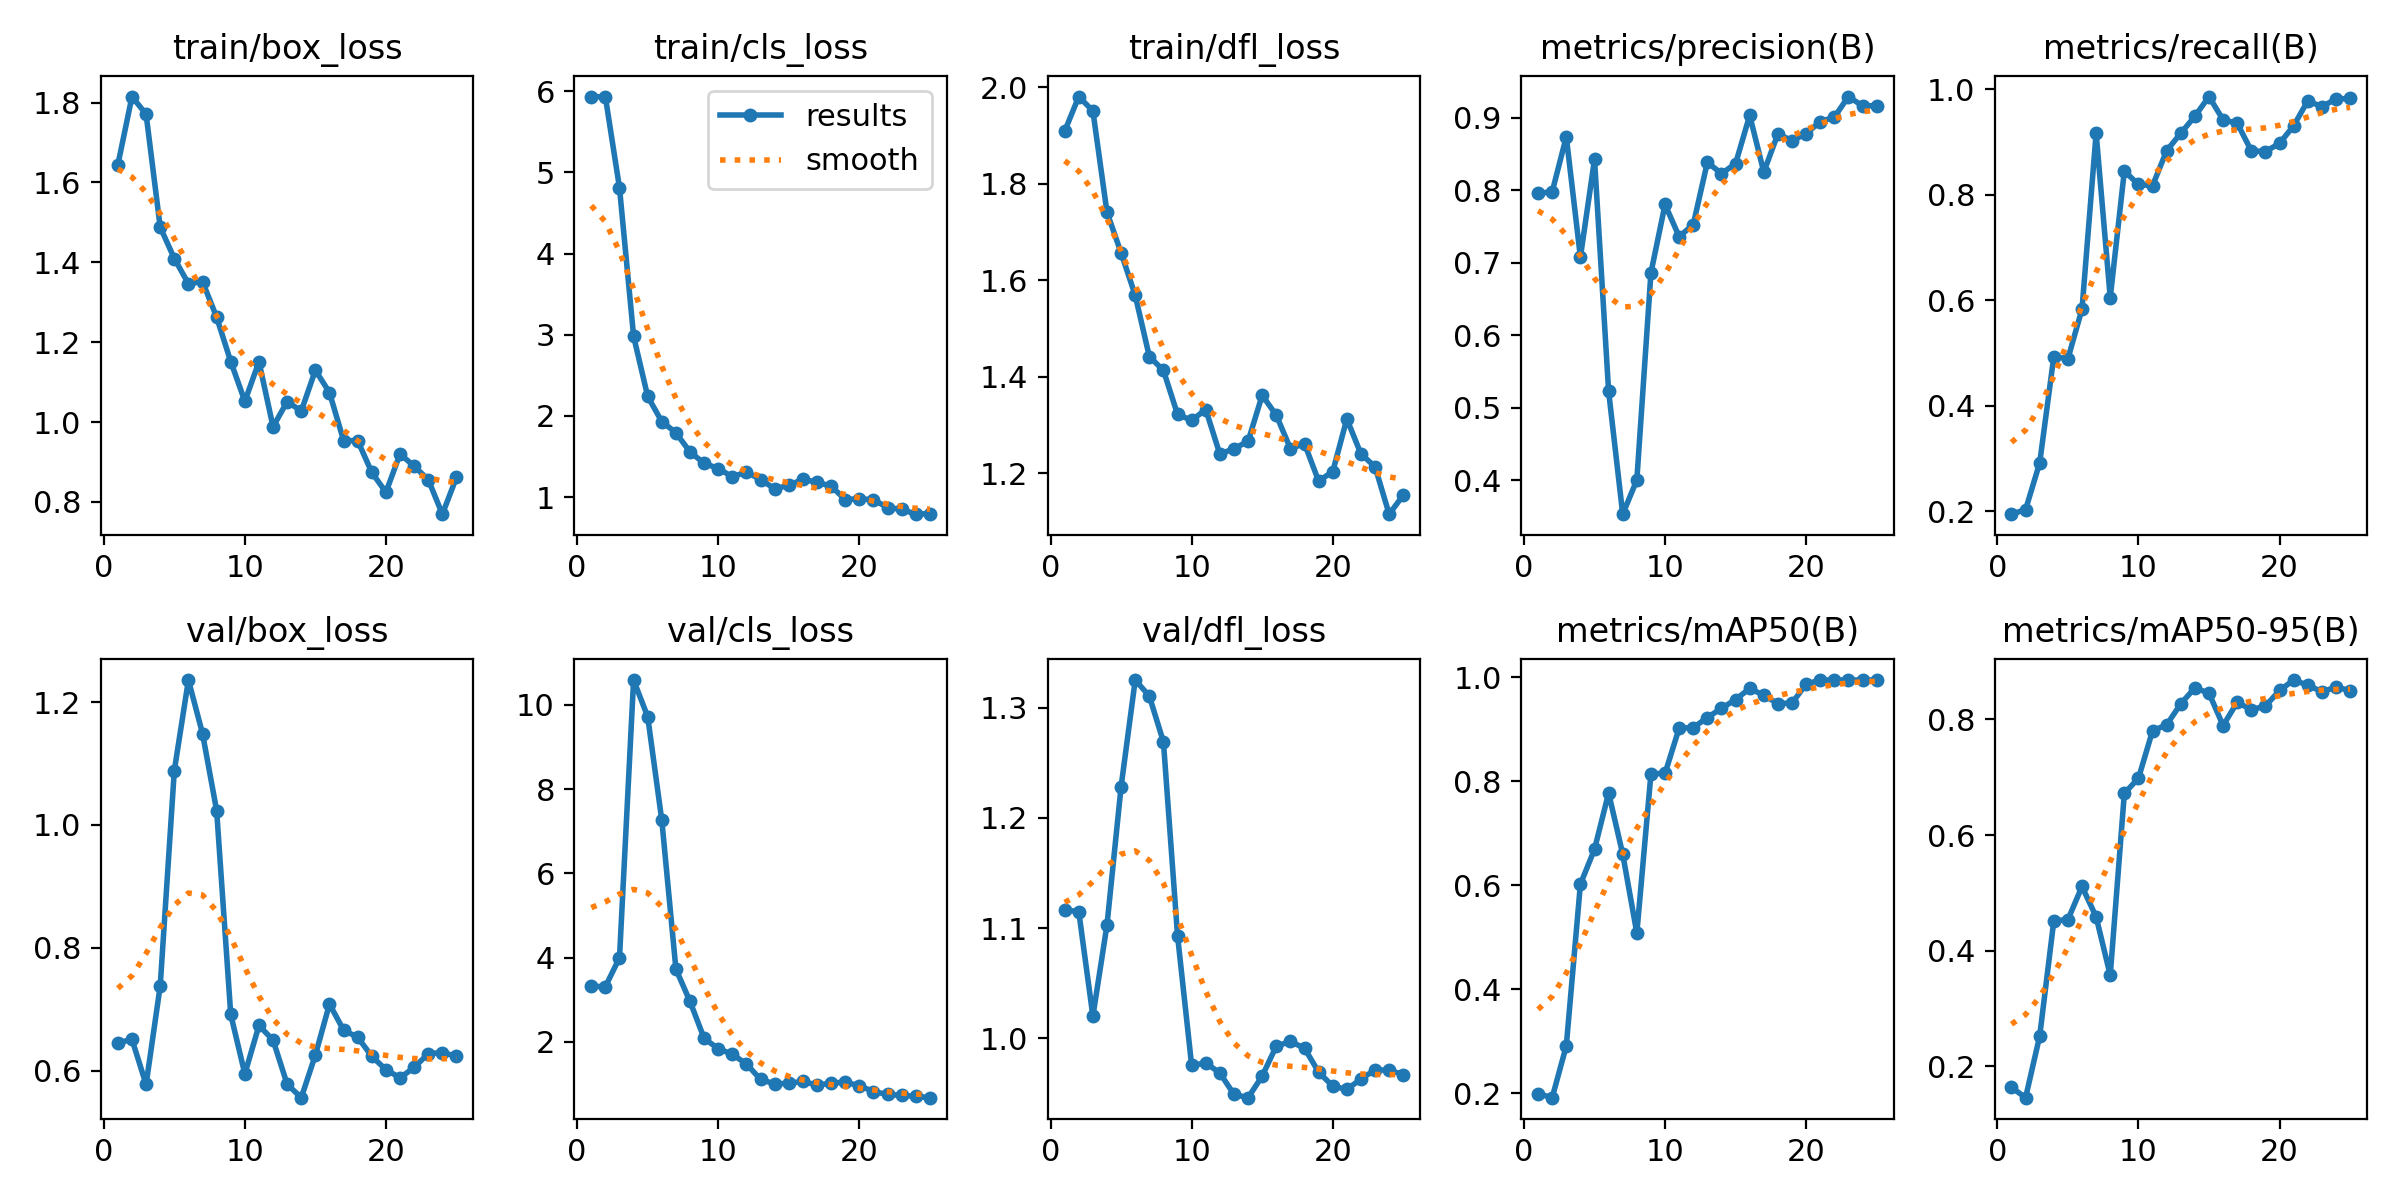 train/box_loss
1.8
1.6
1.4
1.2
1.0
0.8
0 10 20
train/cls_loss
results
smooth
6
5
4
3
2
1
0 10 20
train/dfl_loss
2.0
1.8
1.6
1.4
1.2
0 10 20
metrics/precision(B)
0.9
0.8
0.7
0.6
0.5
0.4
0 10 20
metrics/recall(B)
1.0
0.8
0.6
0.4
0.2
0 10 20
val/box_loss
1.2
1.0
0.8
0.6
0 10 20
val/cls_loss
10
8
6
4
2
0 10 20
val/dfl_loss
1.3
1.2
1.1
1.0
0 10 20
metrics/mAP50(B)
1.0
0.8
0.6
0.4
0.2
0 10 20
metrics/mAP50-95(B)
0.8
0.6
0.4
0.2
0 10 20